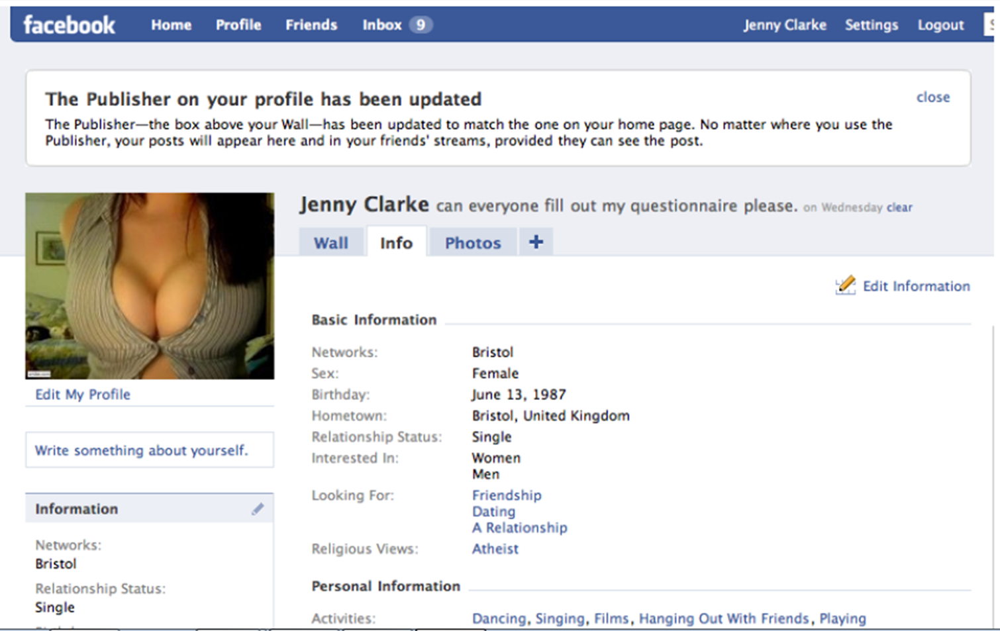 facebook Home Profile Friends Inbox 9 Jenny Clarke Settings Logout
The Publisher on your profile has been updated
close
The Publisher—the box above your Wall—has been updated to match the one on your home page. No matter where you use the
Publisher, your posts will appear here and in your friends' streams, provided they can see the post.
Jenny Clarke can everyone fill out my questionnaire please. on Wednesday clear
Wall Info Photos +
Edit Information
Edit My Profile
Write something about yourself.
Information
Networks:
Bristol
Relationship Status:
Single
Basic Information
Networks: Bristol
Sex: Female
Birthday: June 13, 1987
Hometown: Bristol, United Kingdom
Relationship Status: Single
Interested In: Women
Men
Looking For: Friendship
Dating
A Relationship
Religious Views: Atheist
Personal Information
Activities: Dancing, Singing, Films, Hanging Out With Friends, Playing